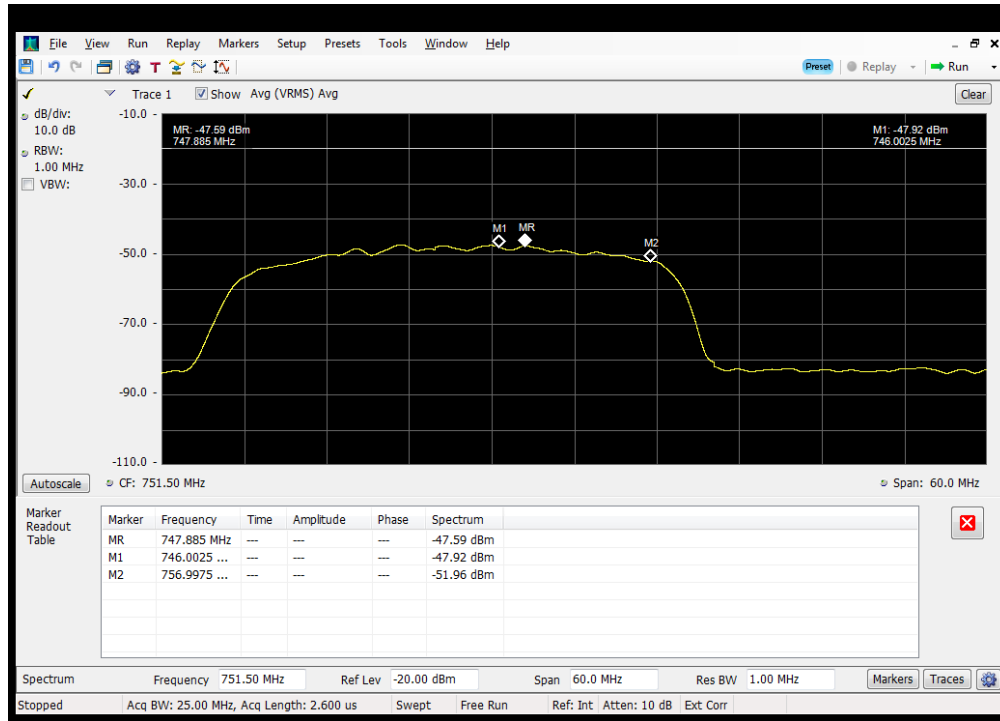 File View Run Replay Markers Setup Presets Tools Window Help
T Preset Replay Run
Trace 1 Show Avg (VRMS) Avg Clear
dB/div:
10.0 dB
RBW:
1.00 MHz
VBW:
-10.0 -
-30.0 -
-50.0 -
-70.0 -
-90.0 -
-110.0 -
MR: -47.59 dBm
747.885 MHz
M1: -47.92 dBm
746.0025 MHz
M1 MR
M2
Autoscale CF: 751.50 MHz Span: 60.0 MHz
Marker
Readout
Table
Marker Frequency Time Amplitude Phase Spectrum
MR 747.885 MHz --- --- --- -47.59 dBm
M1 746.0025 ... --- --- --- -47.92 dBm
M2 756.9975 ... --- --- --- -51.96 dBm
Spectrum Frequency 751.50 MHz Ref Lev -20.00 dBm Span 60.0 MHz Res BW 1.00 MHz Markers Traces
Stopped Acq BW: 25.00 MHz, Acq Length: 2.600 us Swept Free Run Ref: Int Atten: 10 dB Ext Corr